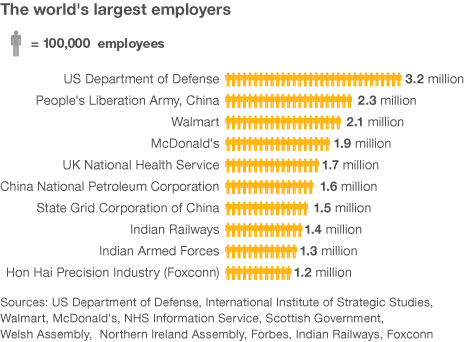 The world's largest employers
= 100,000 employees
US Department of Defense 3.2 million
People's Liberation Army, China 2.3 million
Walmart 2.1 million
McDonald's 1.9 million
UK National Health Service 1.7 million
China National Petroleum Corporation 1.6 million
State Grid Corporation of China 1.5 million
Indian Railways 1.4 million
Indian Armed Forces 1.3 million
Hon Hai Precision Industry (Foxconn) 1.2 million
Sources: US Department of Defense, International Institute of Strategic Studies,
Walmart, McDonald's, NHS Information Service, Scottish Government,
Welsh Assembly, Northern Ireland Assembly, Forbes, Indian Railways, Foxconn